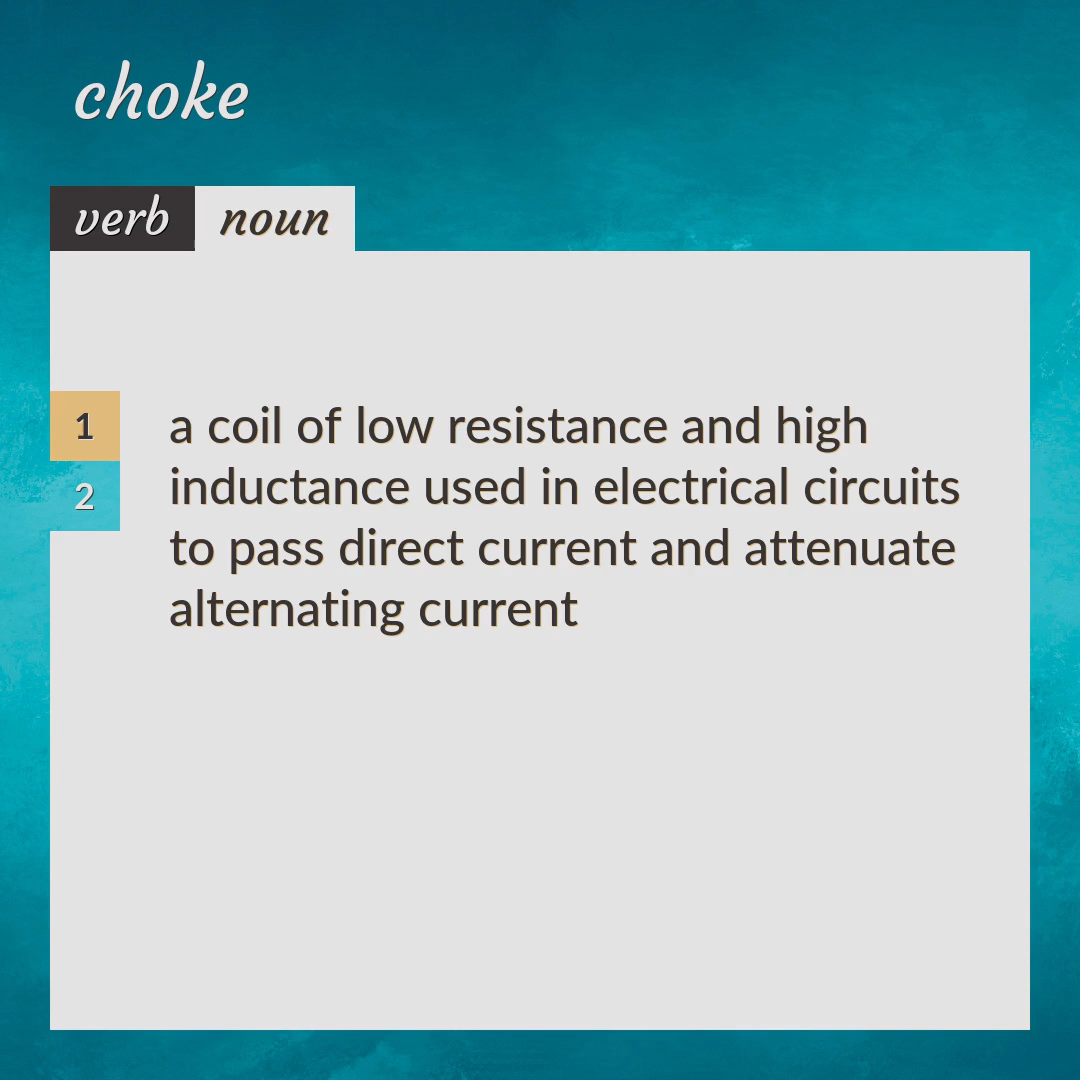 choke
verb noun
1 a coil of low resistance and high
inductance used in electrical circuits
2
to pass direct current and attenuate
alternating current